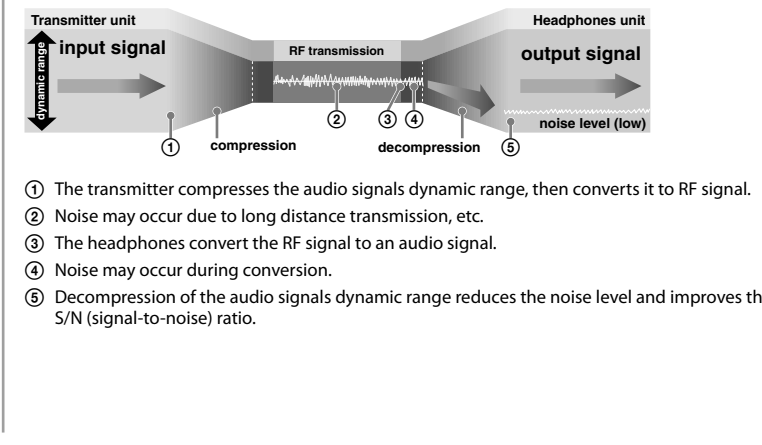 Transmitter unit
Headphones unit
input signal
RF transmission
output signal
dynamic range
noise level (low)
① compression ② ③ ④ decompression ⑤
① The transmitter compresses the audio signals dynamic range, then converts it to RF signal.
② Noise may occur due to long distance transmission, etc.
③ The headphones convert the RF signal to an audio signal.
④ Noise may occur during conversion.
⑤ Decompression of the audio signals dynamic range reduces the noise level and improves th
S/N (signal-to-noise) ratio.